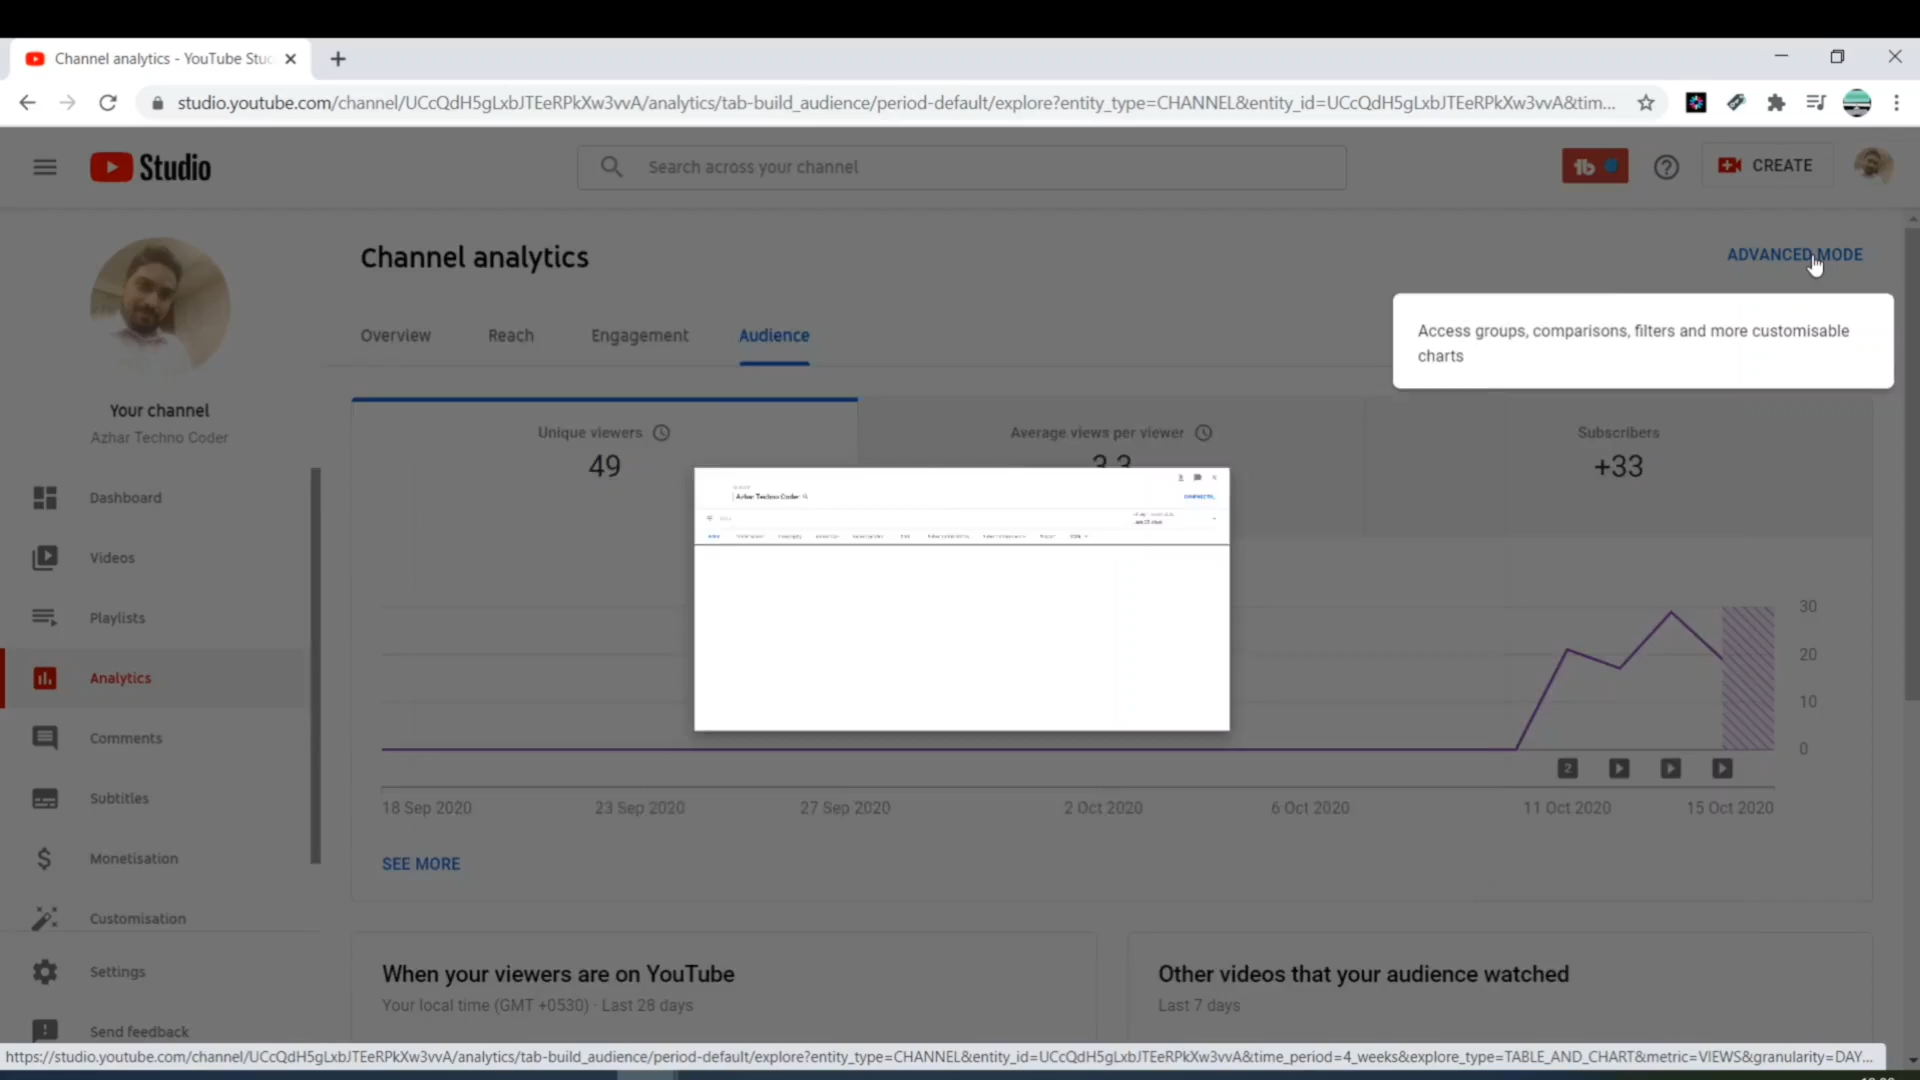 Channel analytics - YouTube Stu
studio.youtube.com/channel/UCcQdH5gLxbJTEeRPkXw3vvA/analytics/tab-build_audience/period-default/explore?entity_type=CHANNEL&entity_id=UCcQdH5gLxbJTEeRPkXw3vvA&tim...
Studio
Search across your channel
CREATE
Channel analytics
ADVANCED MODE
Access groups, comparisons, filters and more customisable
charts
Overview Reach Engagement Audience
Your channel
Azhar Techno Coder
Unique viewers
49
Average views per viewer
3.3
Subscribers
+33
Azhar Techno Coder
Dashboard
Videos
Playlists
Analytics
Comments
Subtitles
Monetisation
Customisation
Settings
Send feedback
30
20
10
0
2
18 Sep 2020 23 Sep 2020 27 Sep 2020 2 Oct 2020 6 Oct 2020 11 Oct 2020 15 Oct 2020
SEE MORE
When your viewers are on YouTube
Your local time (GMT +0530) · Last 28 days
Other videos that your audience watched
Last 7 days
https://studio.youtube.com/channel/UCcQdH5gLxbJTEeRPkXw3vvA/analytics/tab-build_audience/period-default/explore?entity_type=CHANNEL&entity_id=UCcQdH5gLxbJTEeRPkXw3vvA&time_period=4_weeks&explore_type=TABLE_AND_CHART&metric=VIEWS&granularity=DAY...